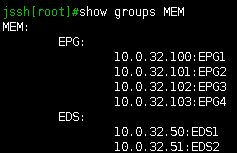 jssh[root]#show groups MEM
MEM:
EPG:
10.0.32.100:EPG1
10.0.32.101:EPG2
10.0.32.102:EPG3
10.0.32.103:EPG4
EDS:
10.0.32.50:EDS1
10.0.32.51:EDS2